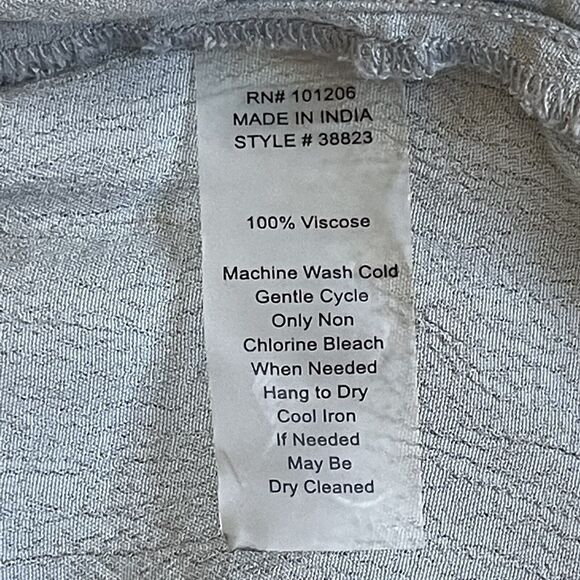 RN# 101206
MADE IN INDIA
STYLE # 38823
100% Viscose
Machine Wash Cold
Gentle Cycle
Only Non
Chlorine Bleach
When Needed
Hang to Dry
Cool Iron
If Needed
May Be
Dry Cleaned